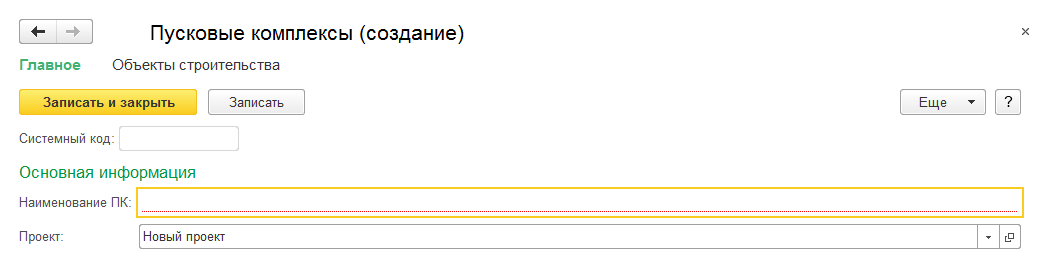 Пусковые комплексы (создание)
Главное Объекты строительства
Записать и закрыть Записать Еще ?
Системный код:
Основная информация
Наименование ПК:
Проект: Новый проект